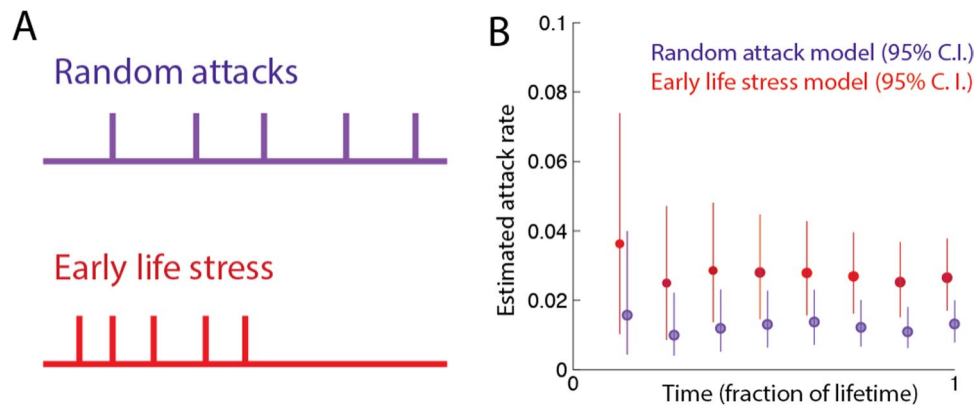 A
Random attacks
Early life stress
B
Random attack model (95% C.I.)
Early life stress model (95% C. I.)
Estimated attack rate
0.1
0.08
0.06
0.04
0.02
0
0
1
Time (fraction of lifetime)